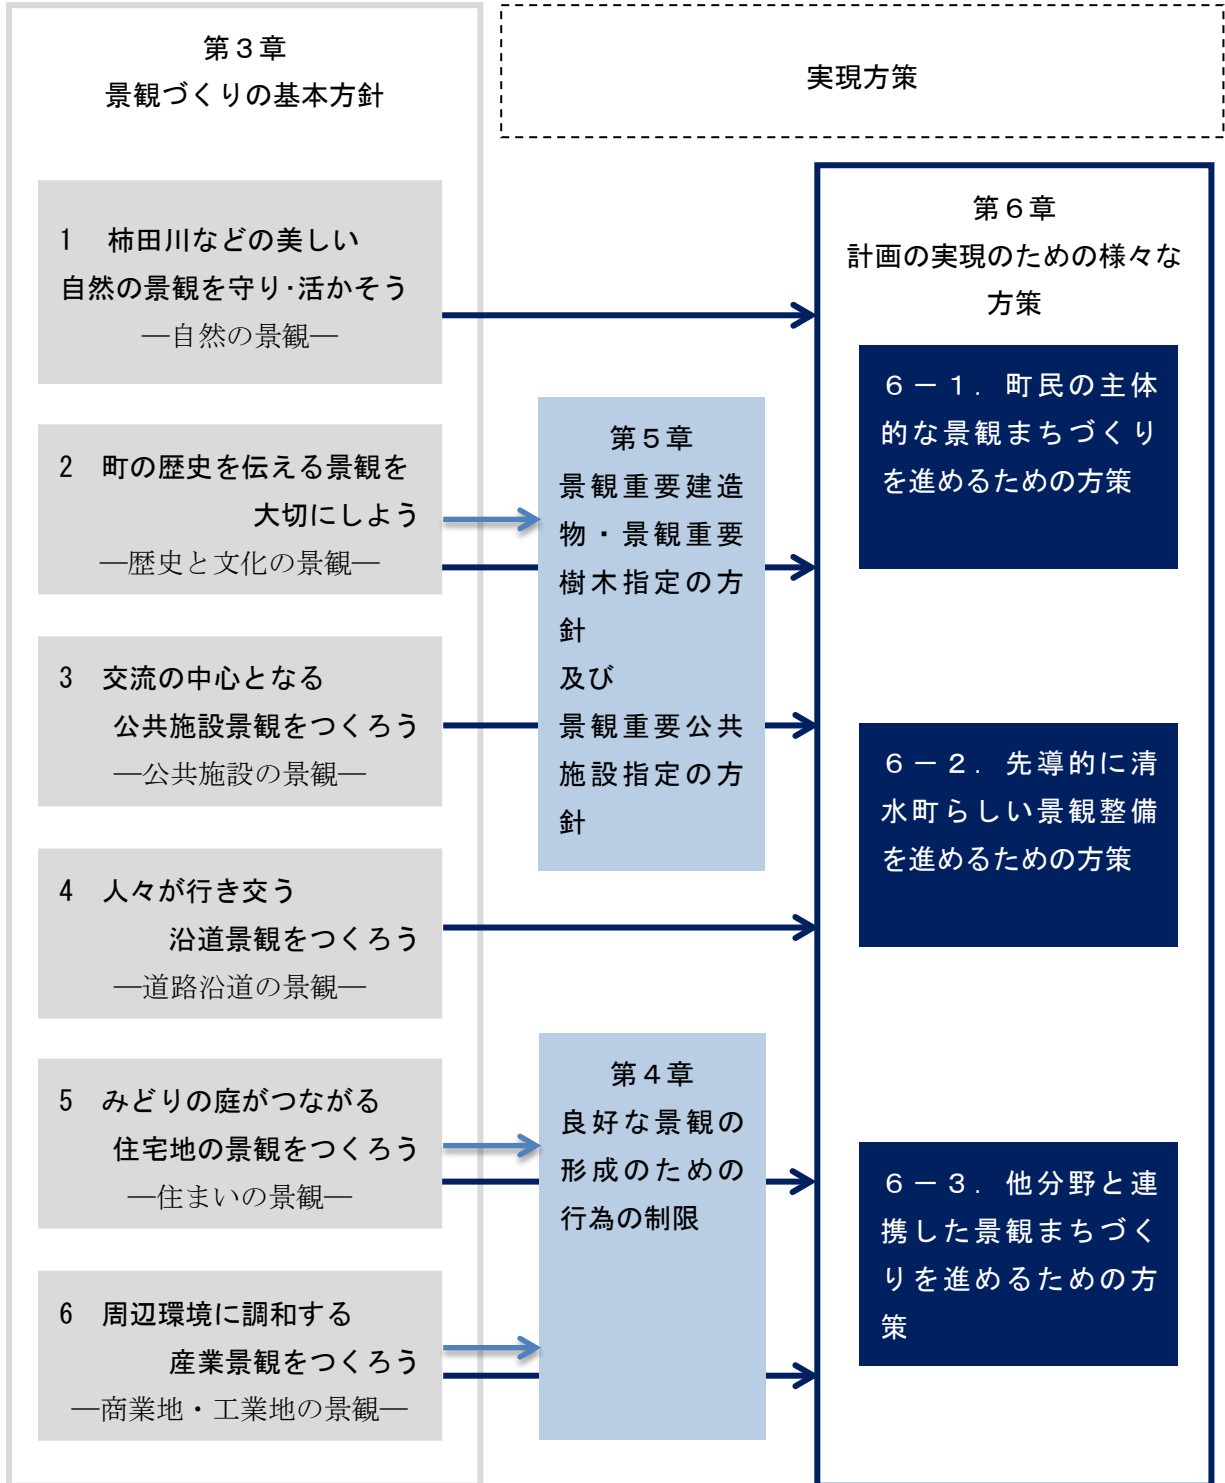 第３章
景観づくりの基本方針
実現方策
1　柿田川などの美しい
自然の景観を守り･活かそう
―自然の景観―
2　町の歴史を伝える景観を
大切にしよう
―歴史と文化の景観―
3　交流の中心となる
公共施設景観をつくろう
―公共施設の景観―
4　人々が行き交う
沿道景観をつくろう
―道路沿道の景観―
5　みどりの庭がつながる
住宅地の景観をつくろう
―住まいの景観―
6　周辺環境に調和する
産業景観をつくろう
―商業地・工業地の景観―
第５章
景観重要建造
物・景観重要
樹木指定の方
針
及び
景観重要公共
施設指定の方
針
第４章
良好な景観の
形成のための
行為の制限
第６章
計画の実現のための様々な
方策
６－１．町民の主体
的な景観まちづくり
を進めるための方策
６－２．先導的に清
水町らしい景観整備
を進めるための方策
６－３．他分野と連
携した景観まちづく
りを進めるための方
策